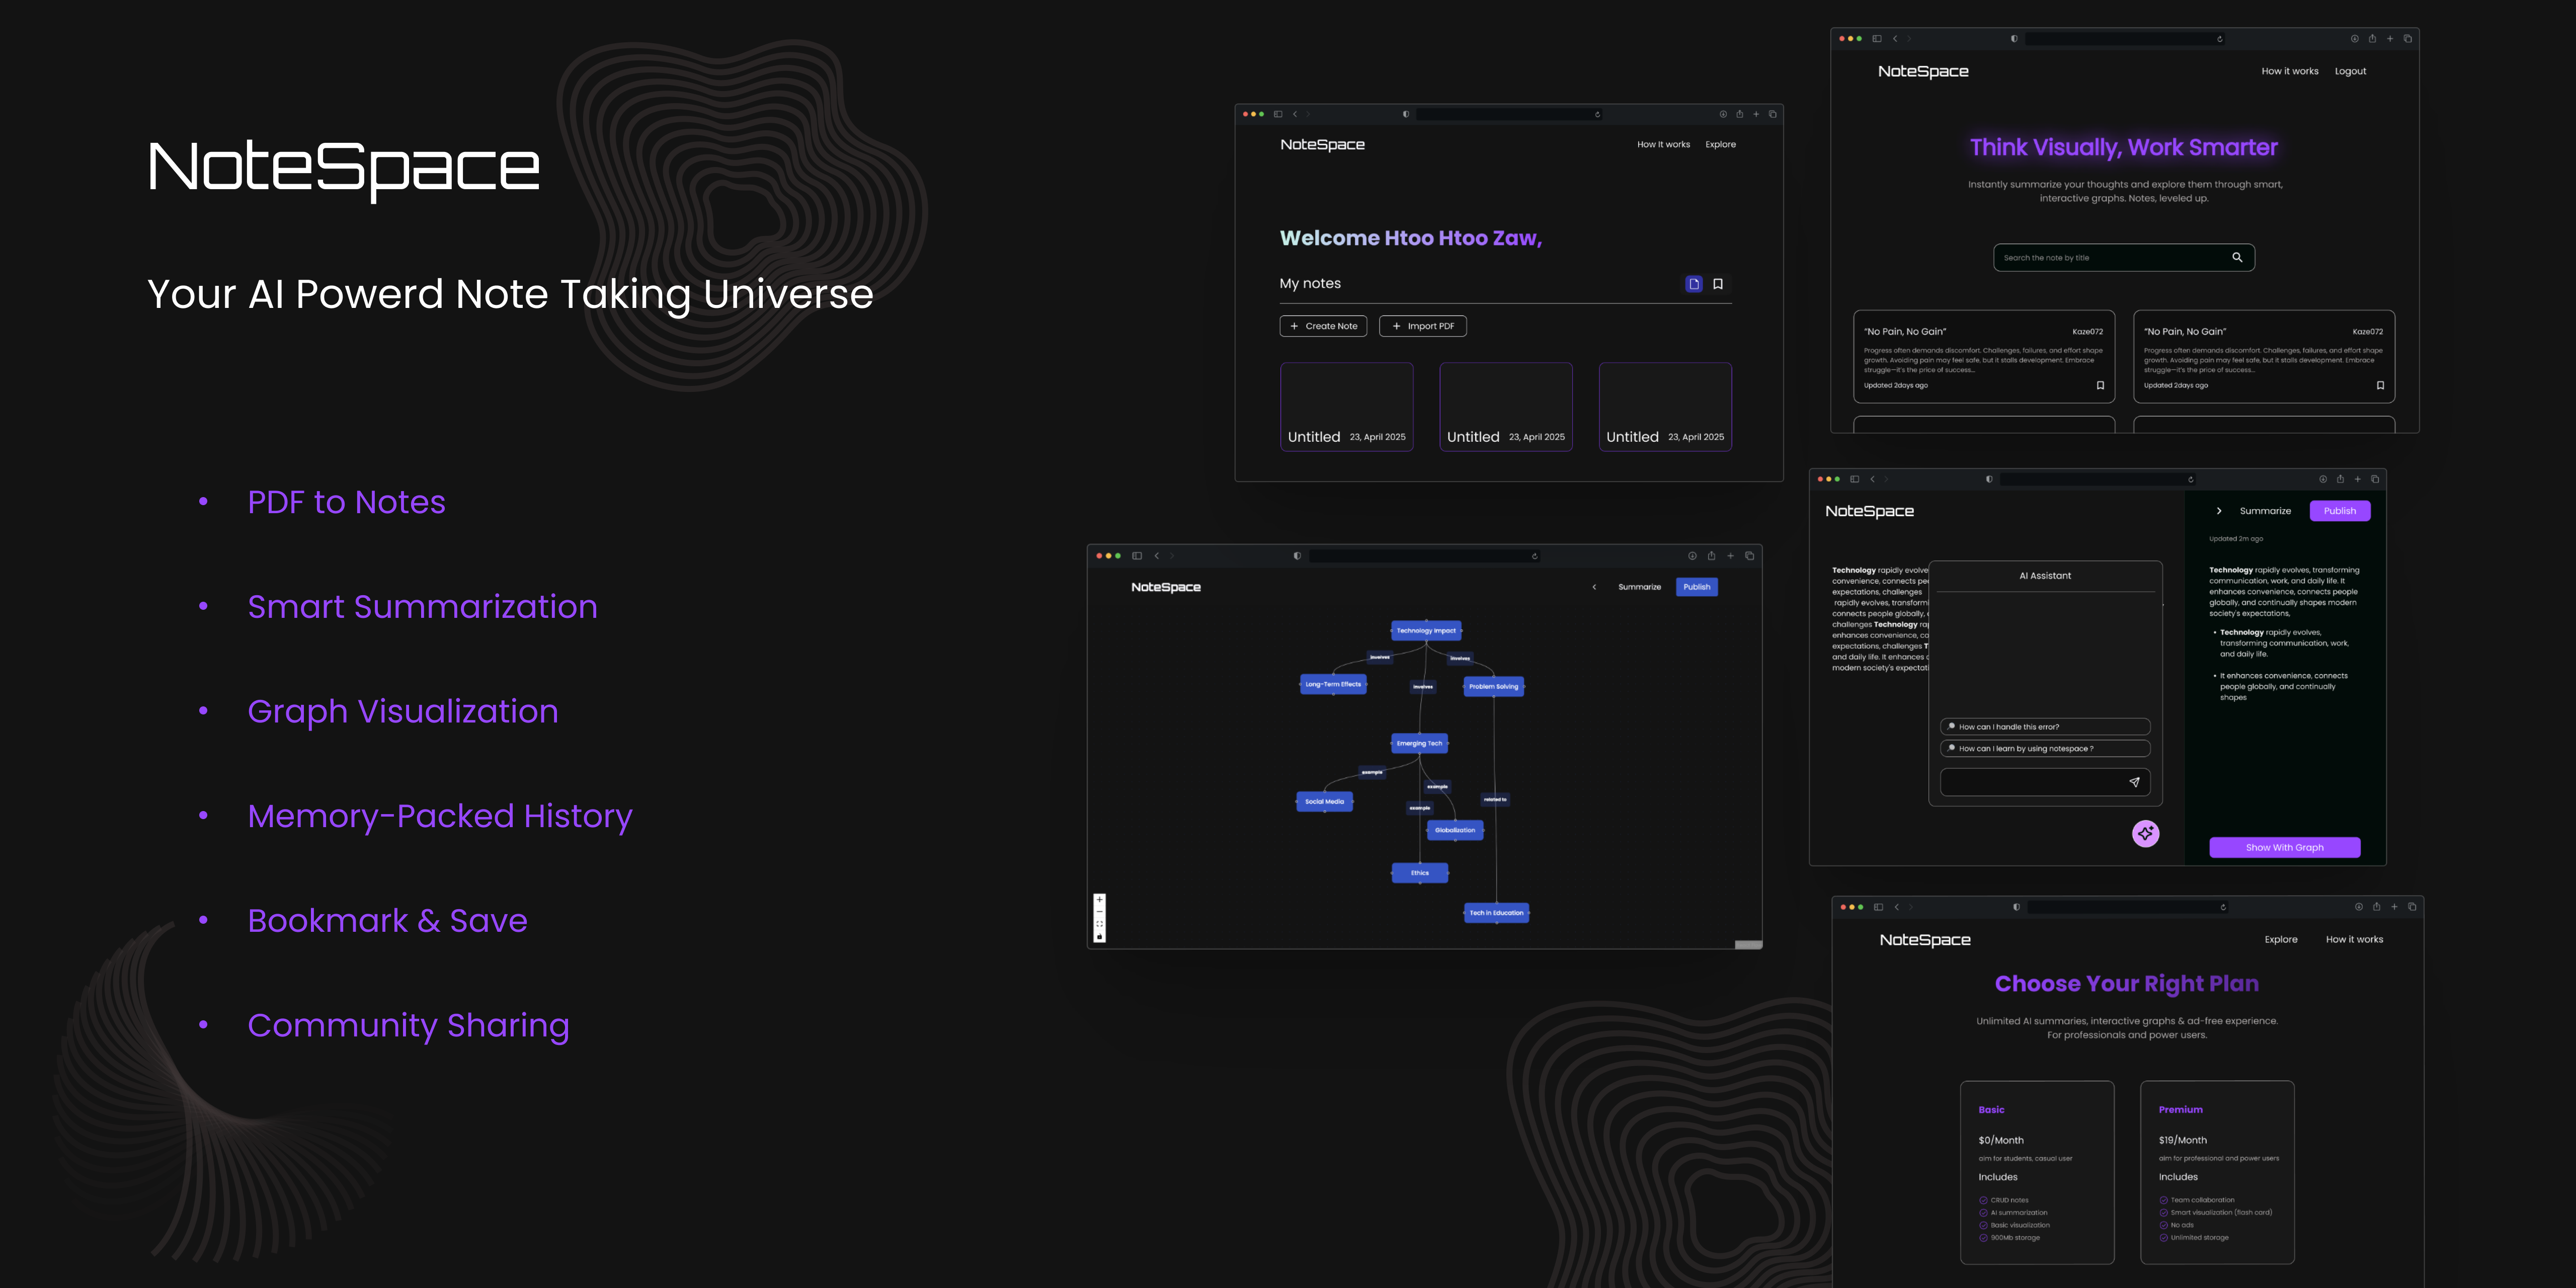 NoteSpace
Your AI Powerd Note Taking Universe
• PDF to Notes
• Smart Summarization
• Graph Visualization
• Memory-Packed History
• Bookmark & Save
• Community Sharing
NoteSpace
How It works Explore
Welcome Htoo Htoo Zaw,
My notes
+ Create Note + Import PDF
Untitled 23, April 2025 Untitled 23, April 2025 Untitled 23, April 2025
NoteSpace
Summarize Publish
Technology Impact
involves involves
Long-Term Effects involves Problem Solving
Emerging Tech
example
example
Social Media example related to
Globalization
Ethics
Tech in Education
NoteSpace
How it works Logout
Think Visually, Work Smarter
Instantly summarize your thoughts and explore them through smart,
interactive graphs. Notes, leveled up.
Search the note by title
"No Pain, No Gain" Kaze072
Progress often demands discomfort. Challenges, failures, and effort shape
growth. Avoiding pain may feel safe, but it stalls development. Embrace
struggle—it's the price of success...
Updated 2days ago
"No Pain, No Gain" Kaze072
Progress often demands discomfort. Challenges, failures, and effort shape
growth. Avoiding pain may feel safe, but it stalls development. Embrace
struggle—it's the price of success...
Updated 2days ago
NoteSpace
Technology rapidly evolve
convenience, connects pe
expectations, challenges
rapidly evolves, transform
connects people globally,
challenges Technology ra
enhances convenience, co
expectations, challenges T
and daily life. It enhances
modern society's expectati
AI Assistant
How can I handle this error?
How can I learn by using notespace ?
Summarize Publish
Updated 2m ago
Technology rapidly evolves, transforming
communication, work, and daily life. It
enhances convenience, connects people
globally, and continually shapes modern
society's expectations,
• Technology rapidly evolves,
transforming communication, work,
and daily life.
• It enhances convenience, connects
people globally, and continually
shapes
Show With Graph
NoteSpace
Explore How it works
Choose Your Right Plan
Unlimited AI summaries, interactive graphs & ad-free experience.
For professionals and power users.
Basic
$0/Month
aim for students, casual user
Includes
CRUD notes
AI summarization
Basic visualization
900Mb storage
Premium
$19/Month
aim for professional and power users
Includes
Team collaboration
Smart visualization (flash card)
No ads
Unlimited storage